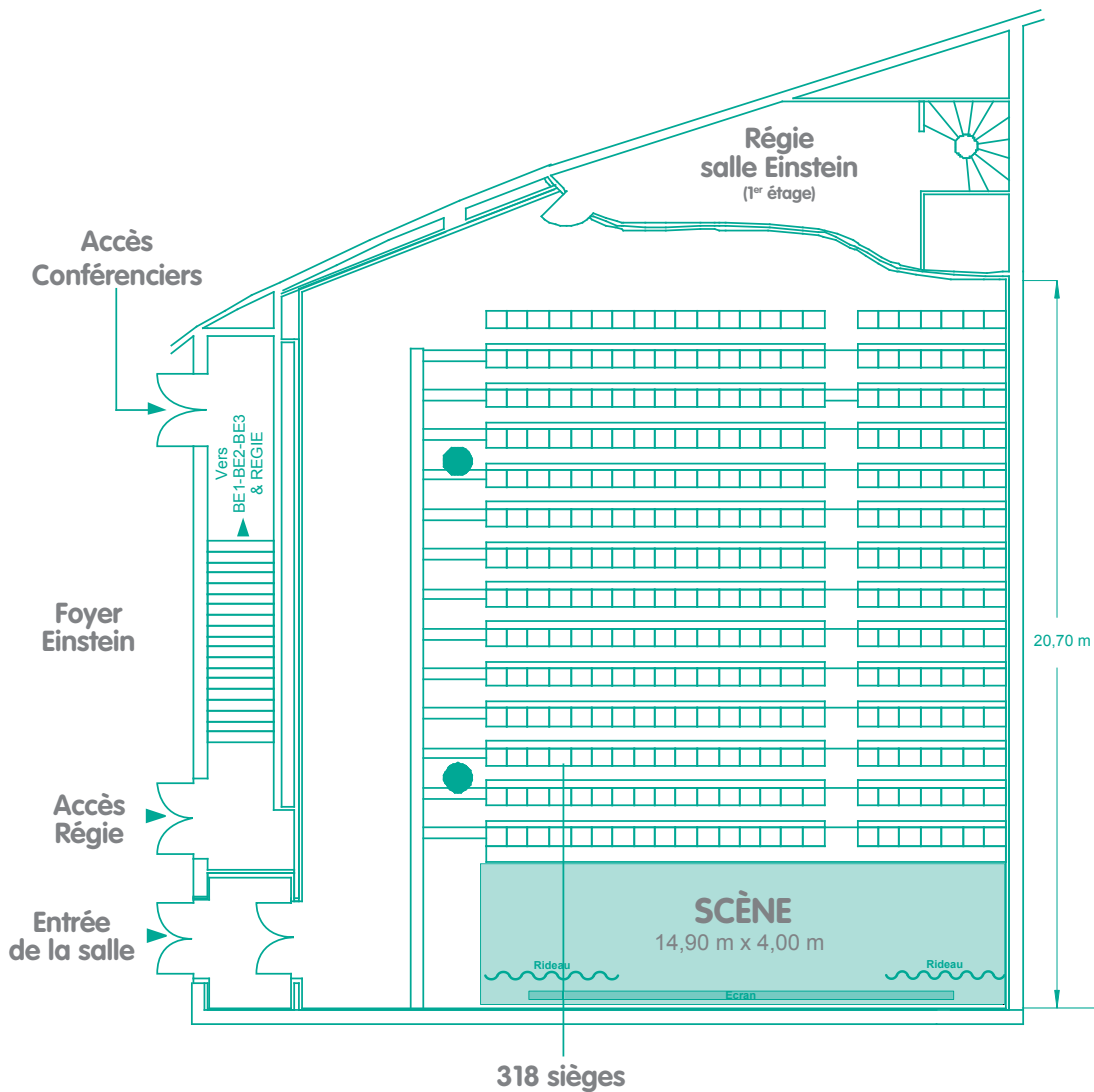 Régie
salle Einstein
(1er étage)
Accès
Conférenciers
Vers
BE1-BE2-BE3
& REGIE
Foyer
Einstein
20,70 m
Accès
Régie
Entrée
de la salle
SCÈNE
14,90 m x 4,00 m
Rideau
Rideau
Ecran
318 sièges